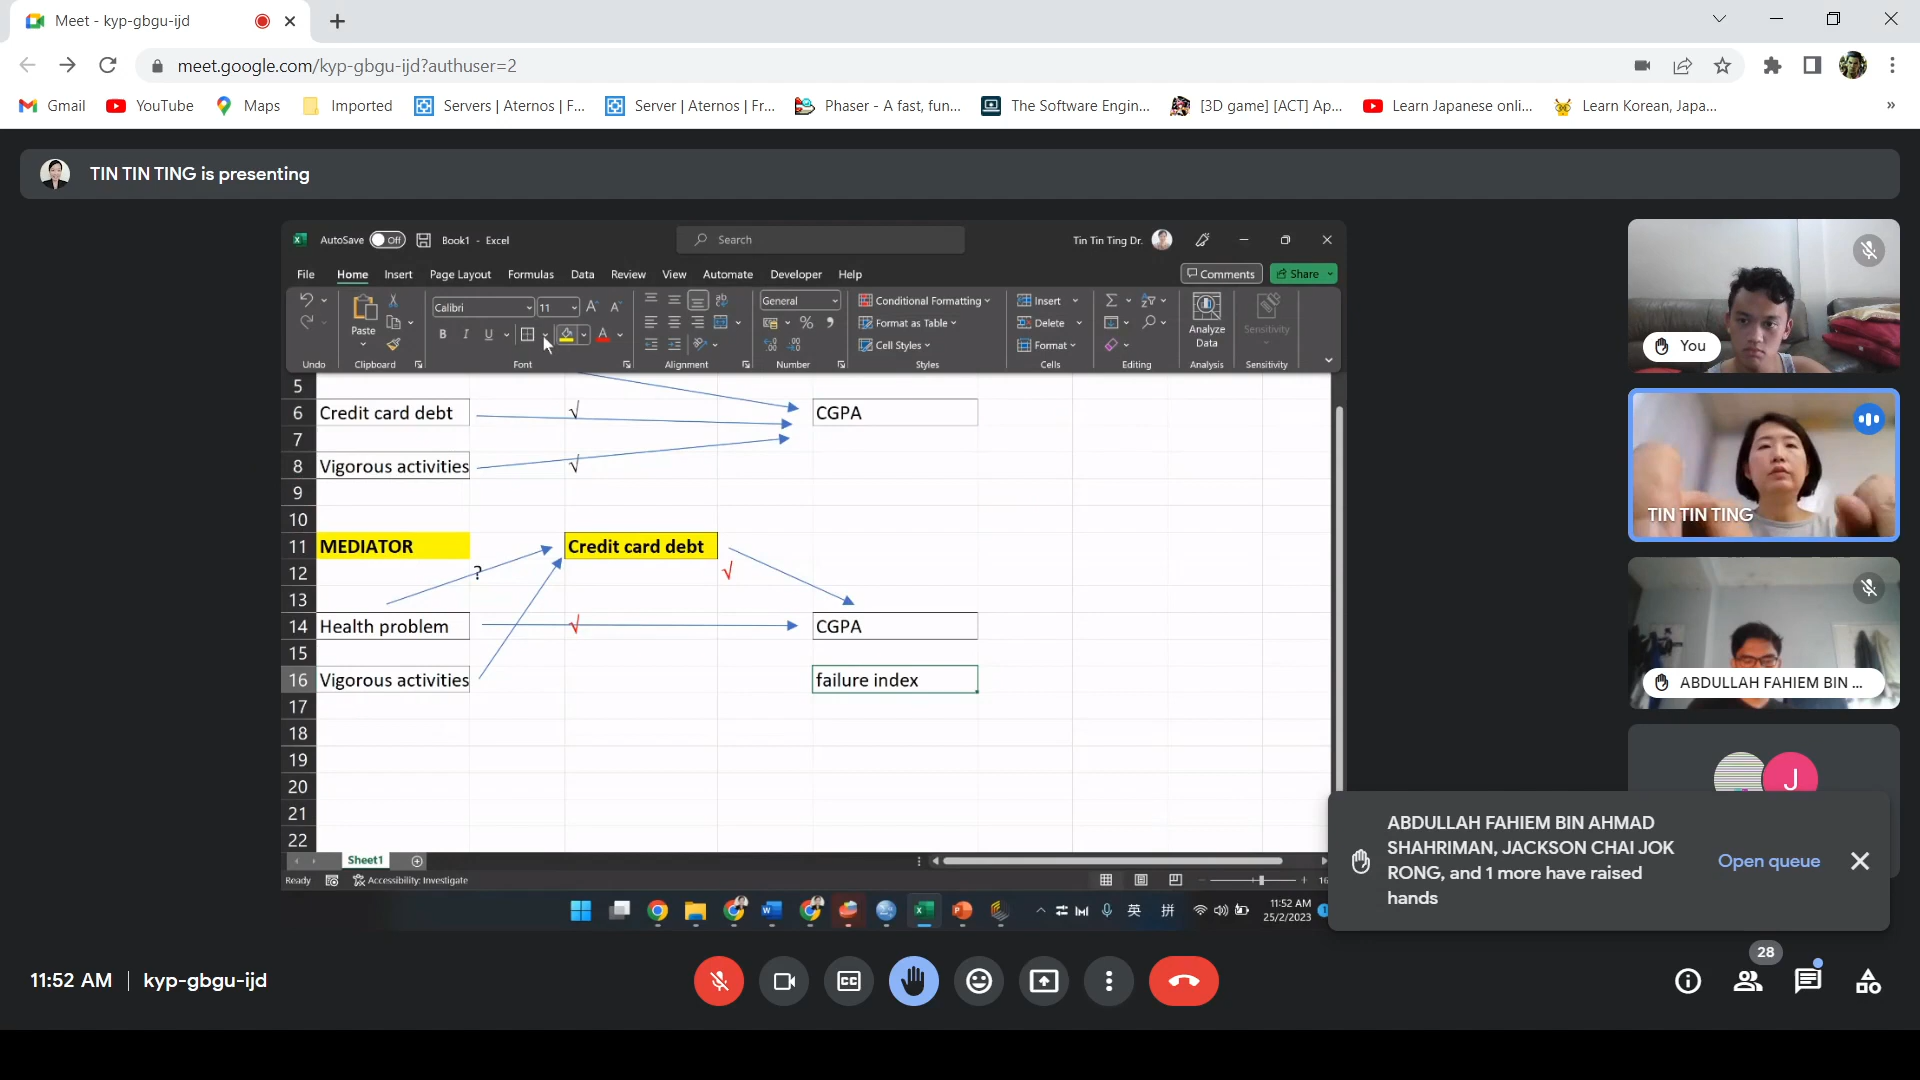 Meet - kyp-gbgu-ijd
meet.google.com/kyp-gbgu-ijd?authuser=2
Gmail YouTube Maps Imported Servers | Aternos | F... Server | Aternos | Fr... Phaser - A fast, fun... The Software Engin... [3D game] [ACT] Ap... Learn Japanese onli... Learn Korean, Japa... »
TIN TIN TING is presenting
AutoSave Off Book1 - Excel Search Tin Tin Ting Dr.
File Home Insert Page Layout Formulas Data Review View Automate Developer Help Comments Share
Calibri 11 General Conditional Formatting Insert
Paste B I U A % Format as Table Delete Analyze Data Sensitivity
Cell Styles Format
Undo Clipboard Font Alignment Number Styles Cells Editing Analysis Sensitivity
5
6 Credit card debt √ CGPA
7
8 Vigorous activities √
9
10
11 MEDIATOR Credit card debt
12 ? √
13
14 Health problem √ CGPA
15
16 Vigorous activities failure index
17
18
19
20
21
22
Sheet1
Ready Accessibility: Investigate
英 拼 11:52 AM
25/2/2023
You
TIN TIN TING
ABDULLAH FAHIEM BIN ...
J
ABDULLAH FAHIEM BIN AHMAD
SHAHRIMAN, JACKSON CHAI JOK
RONG, and 1 more have raised
hands
Open queue
11:52 AM | kyp-gbgu-ijd
28